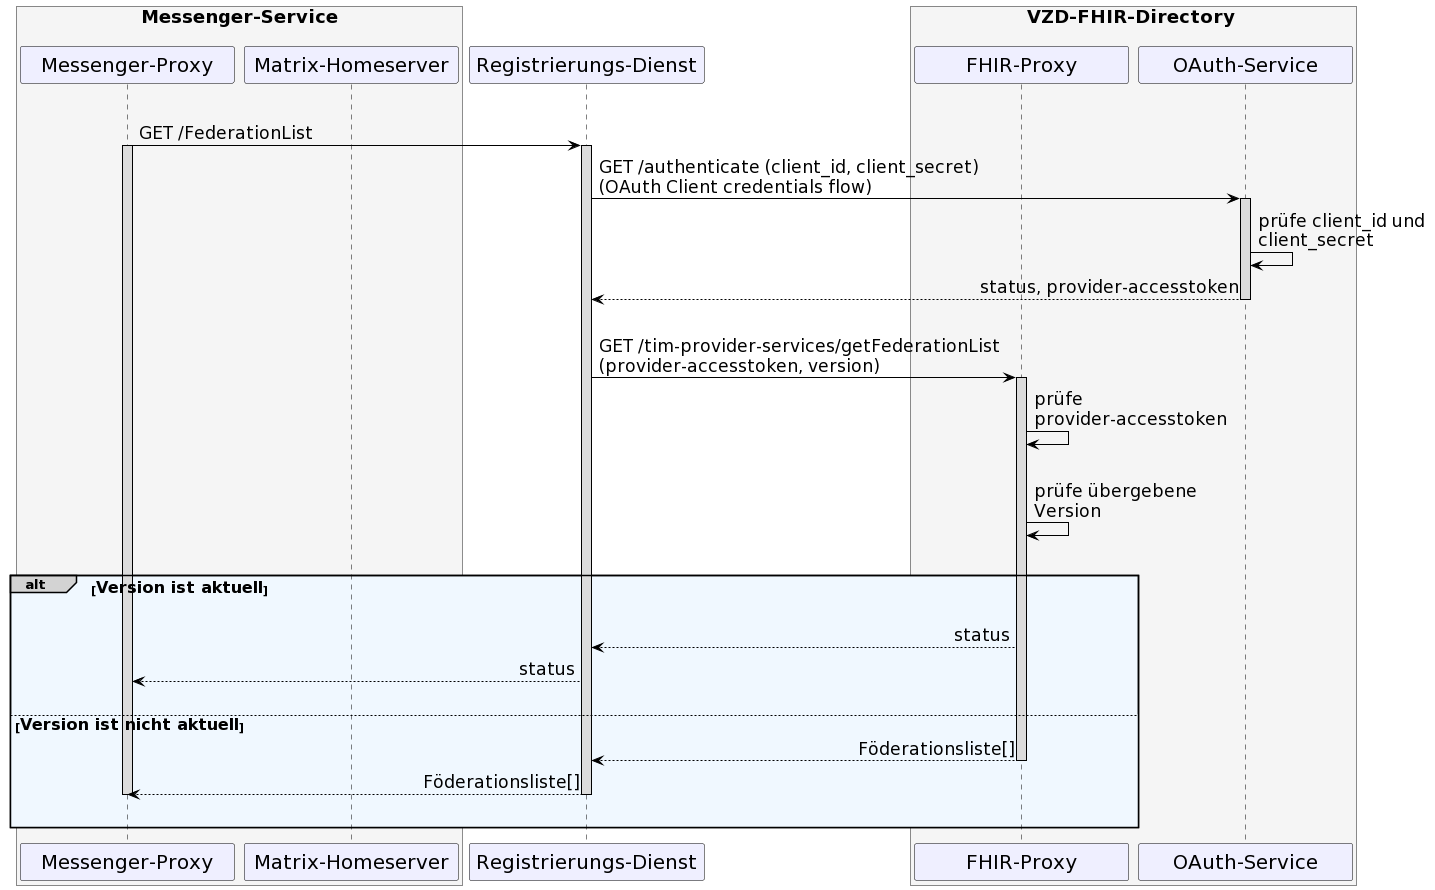 Messenger-Service
VZD-FHIR-Directory
Messenger-Proxy
Matrix-Homeserver
Registrierungs-Dienst
FHIR-Proxy
OAuth-Service
GET /FederationList
GET /authenticate (client_id, client_secret)
(OAuth Client credentials flow)
prüfe client_id und
client_secret
status, provider-accesstoken
GET /tim-provider-services/getFederationList
(provider-accesstoken, version)
prüfe
provider-accesstoken
prüfe übergebene
Version
alt
[Version ist aktuell]
status
status
[Version ist nicht aktuell]
Föderationsliste[]
Föderationsliste[]
Messenger-Proxy
Matrix-Homeserver
Registrierungs-Dienst
FHIR-Proxy
OAuth-Service